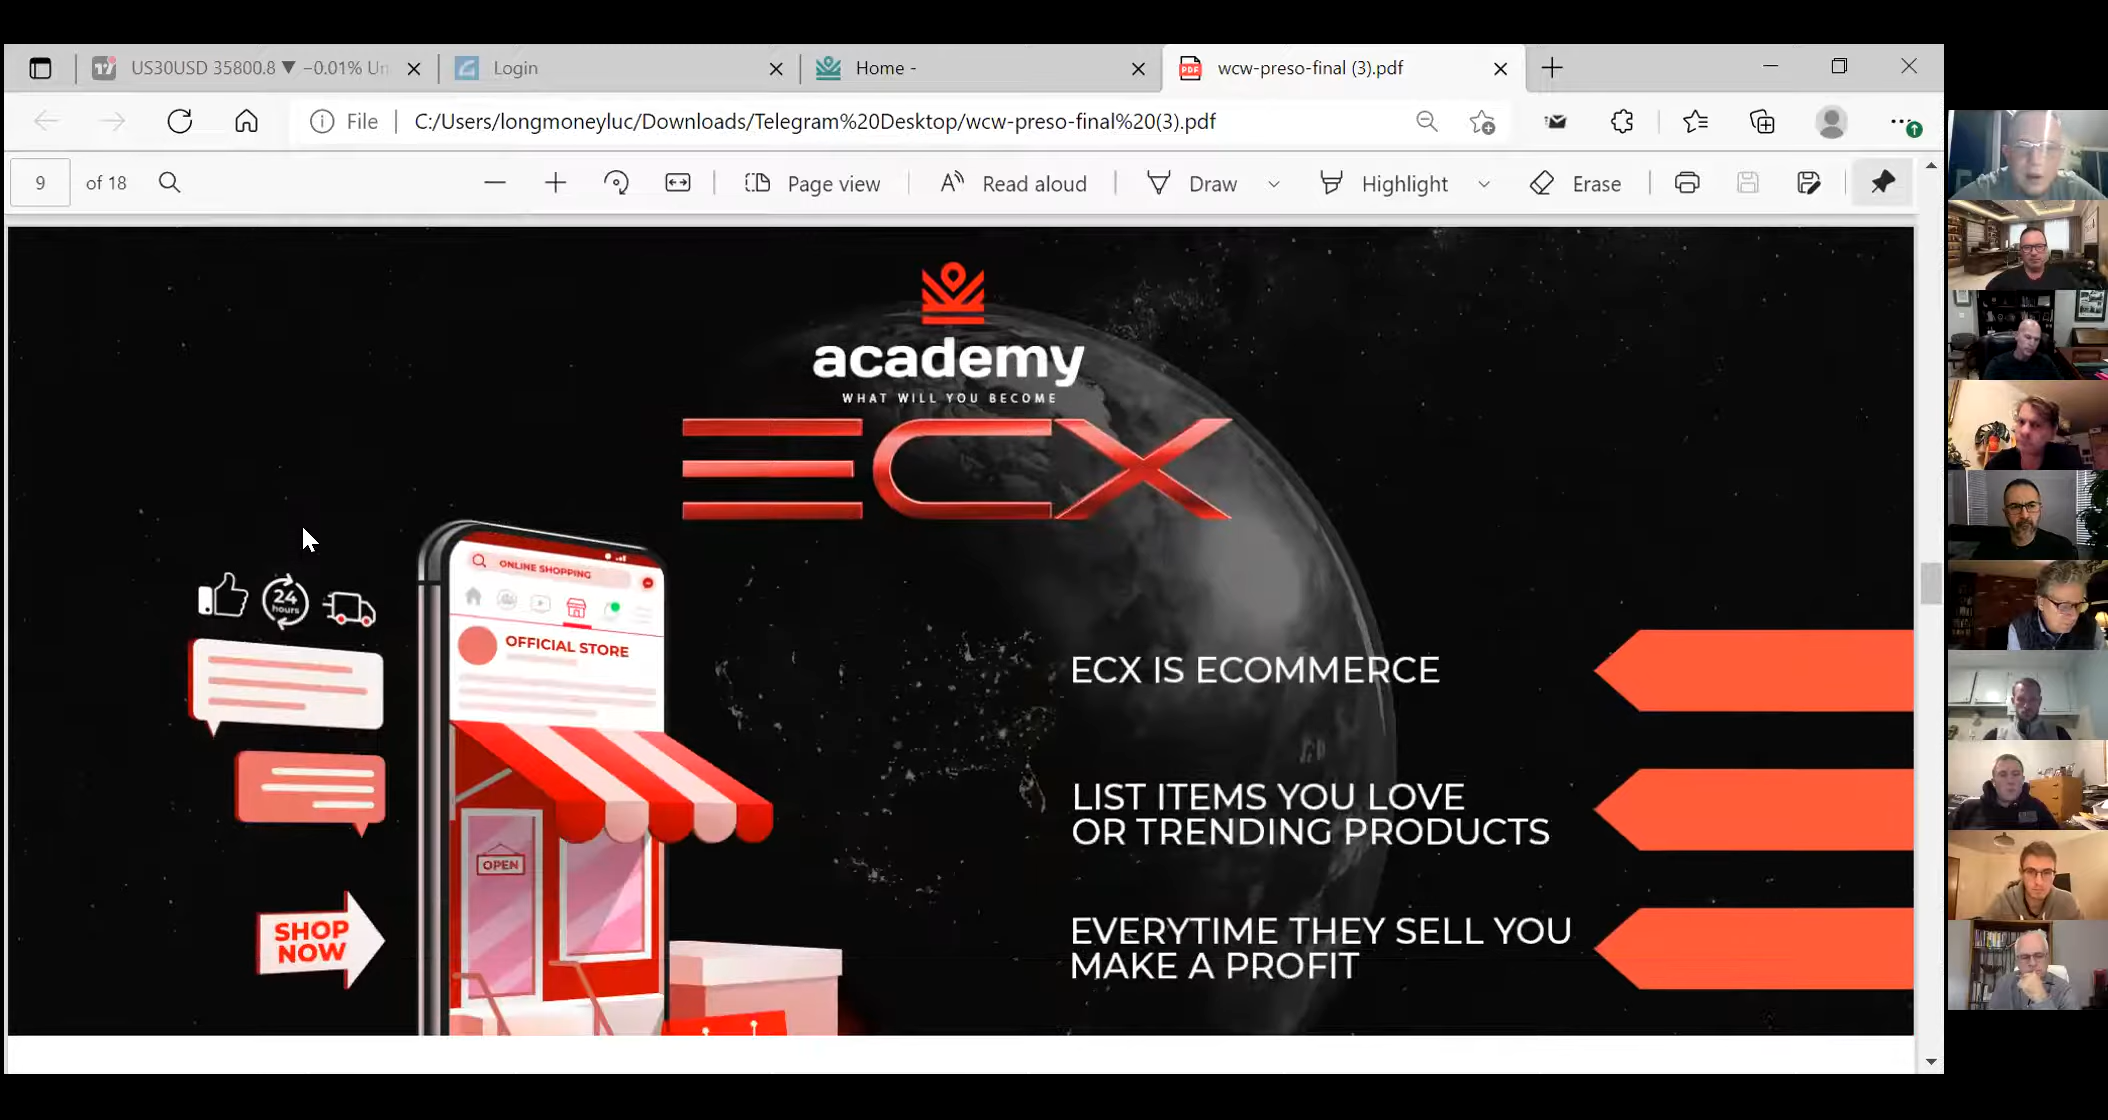 US30USD 35800.8 ▼ −0.01% Un
Login
Home -
wcw-preso-final (3).pdf
File
C:/Users/longmoneyluc/Downloads/Telegram%20Desktop/wcw-preso-final%20(3).pdf
9 of 18
Page view
Read aloud
Draw
Highlight
Erase
academy
WHAT WILL YOU BECOME
ECX
ONLINE SHOPPING
24
hours
OFFICIAL STORE
OPEN
SHOP
NOW
ECX IS ECOMMERCE
LIST ITEMS YOU LOVE
OR TRENDING PRODUCTS
EVERYTIME THEY SELL YOU
MAKE A PROFIT